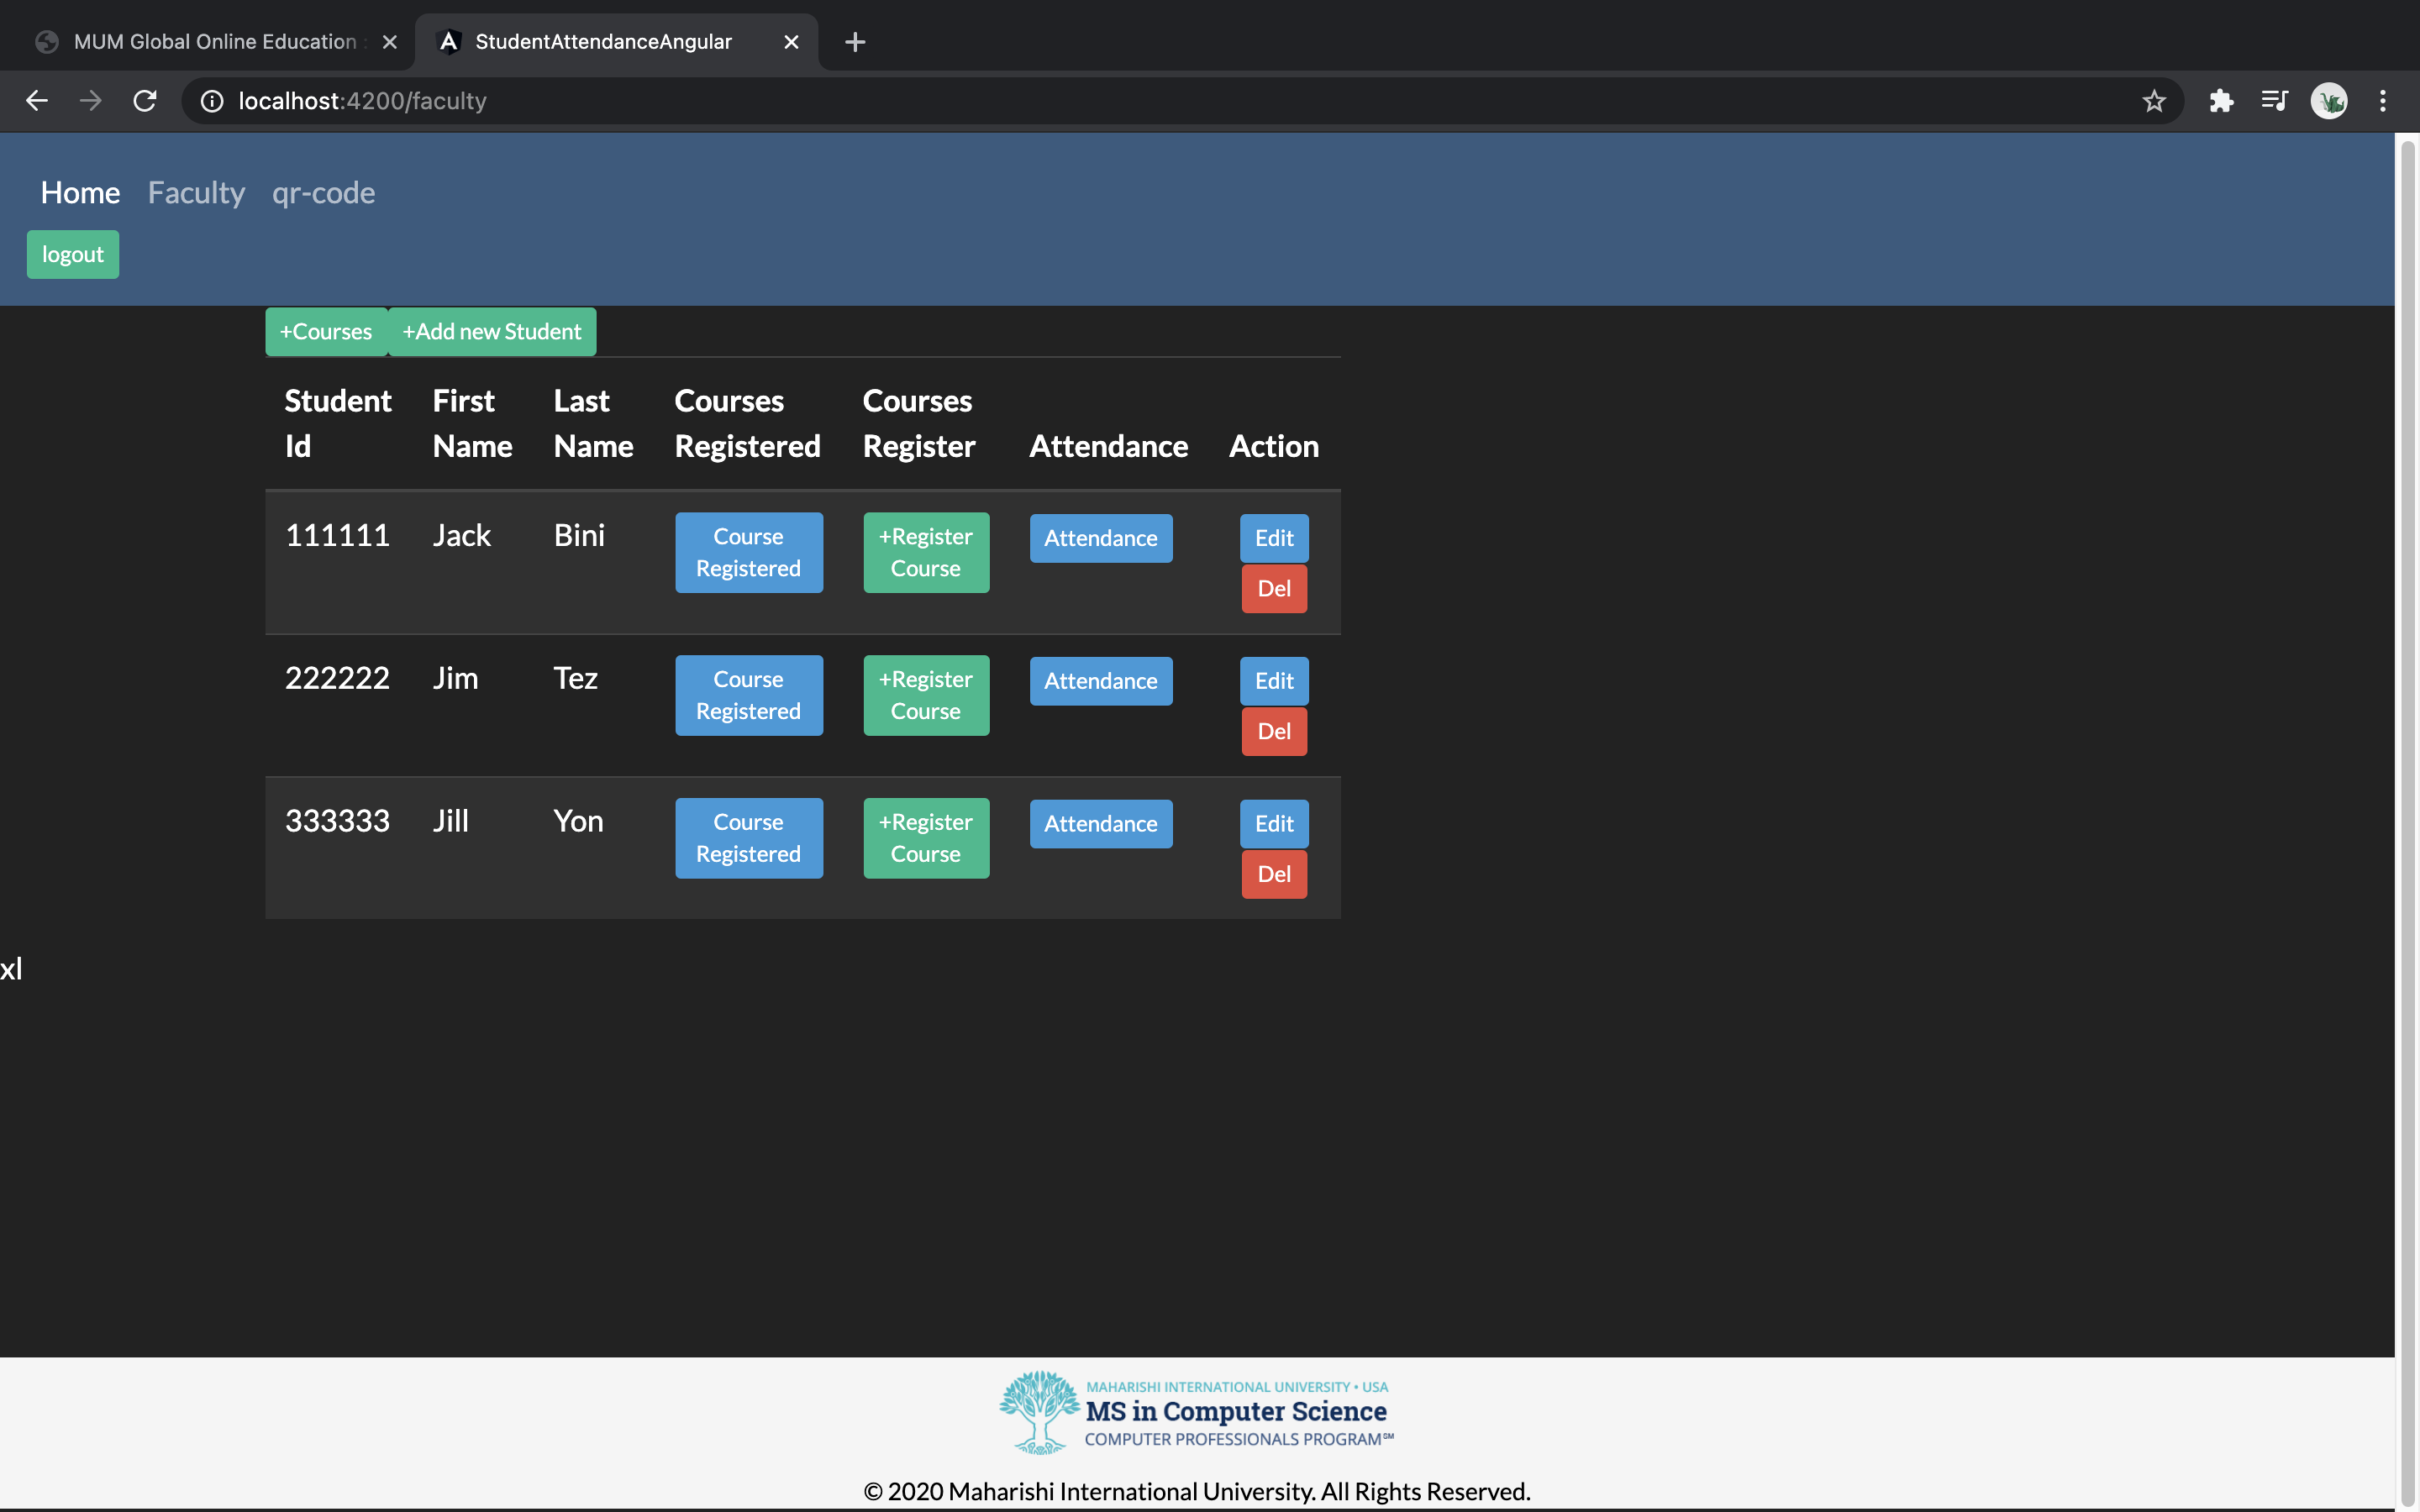 MUM Global Online Education
StudentAttendanceAngular
localhost:4200/faculty
Home Faculty qr-code
logout
+Courses +Add new Student
Student Id First Name Last Name Courses Registered Courses Register Attendance Action
111111 Jack Bini Course Registered +Register Course Attendance Edit Del
222222 Jim Tez Course Registered +Register Course Attendance Edit Del
333333 Jill Yon Course Registered +Register Course Attendance Edit Del
xl
MAHARISHI INTERNATIONAL UNIVERSITY • USA
MS in Computer Science
COMPUTER PROFESSIONALS PROGRAM℠
© 2020 Maharishi International University. All Rights Reserved.